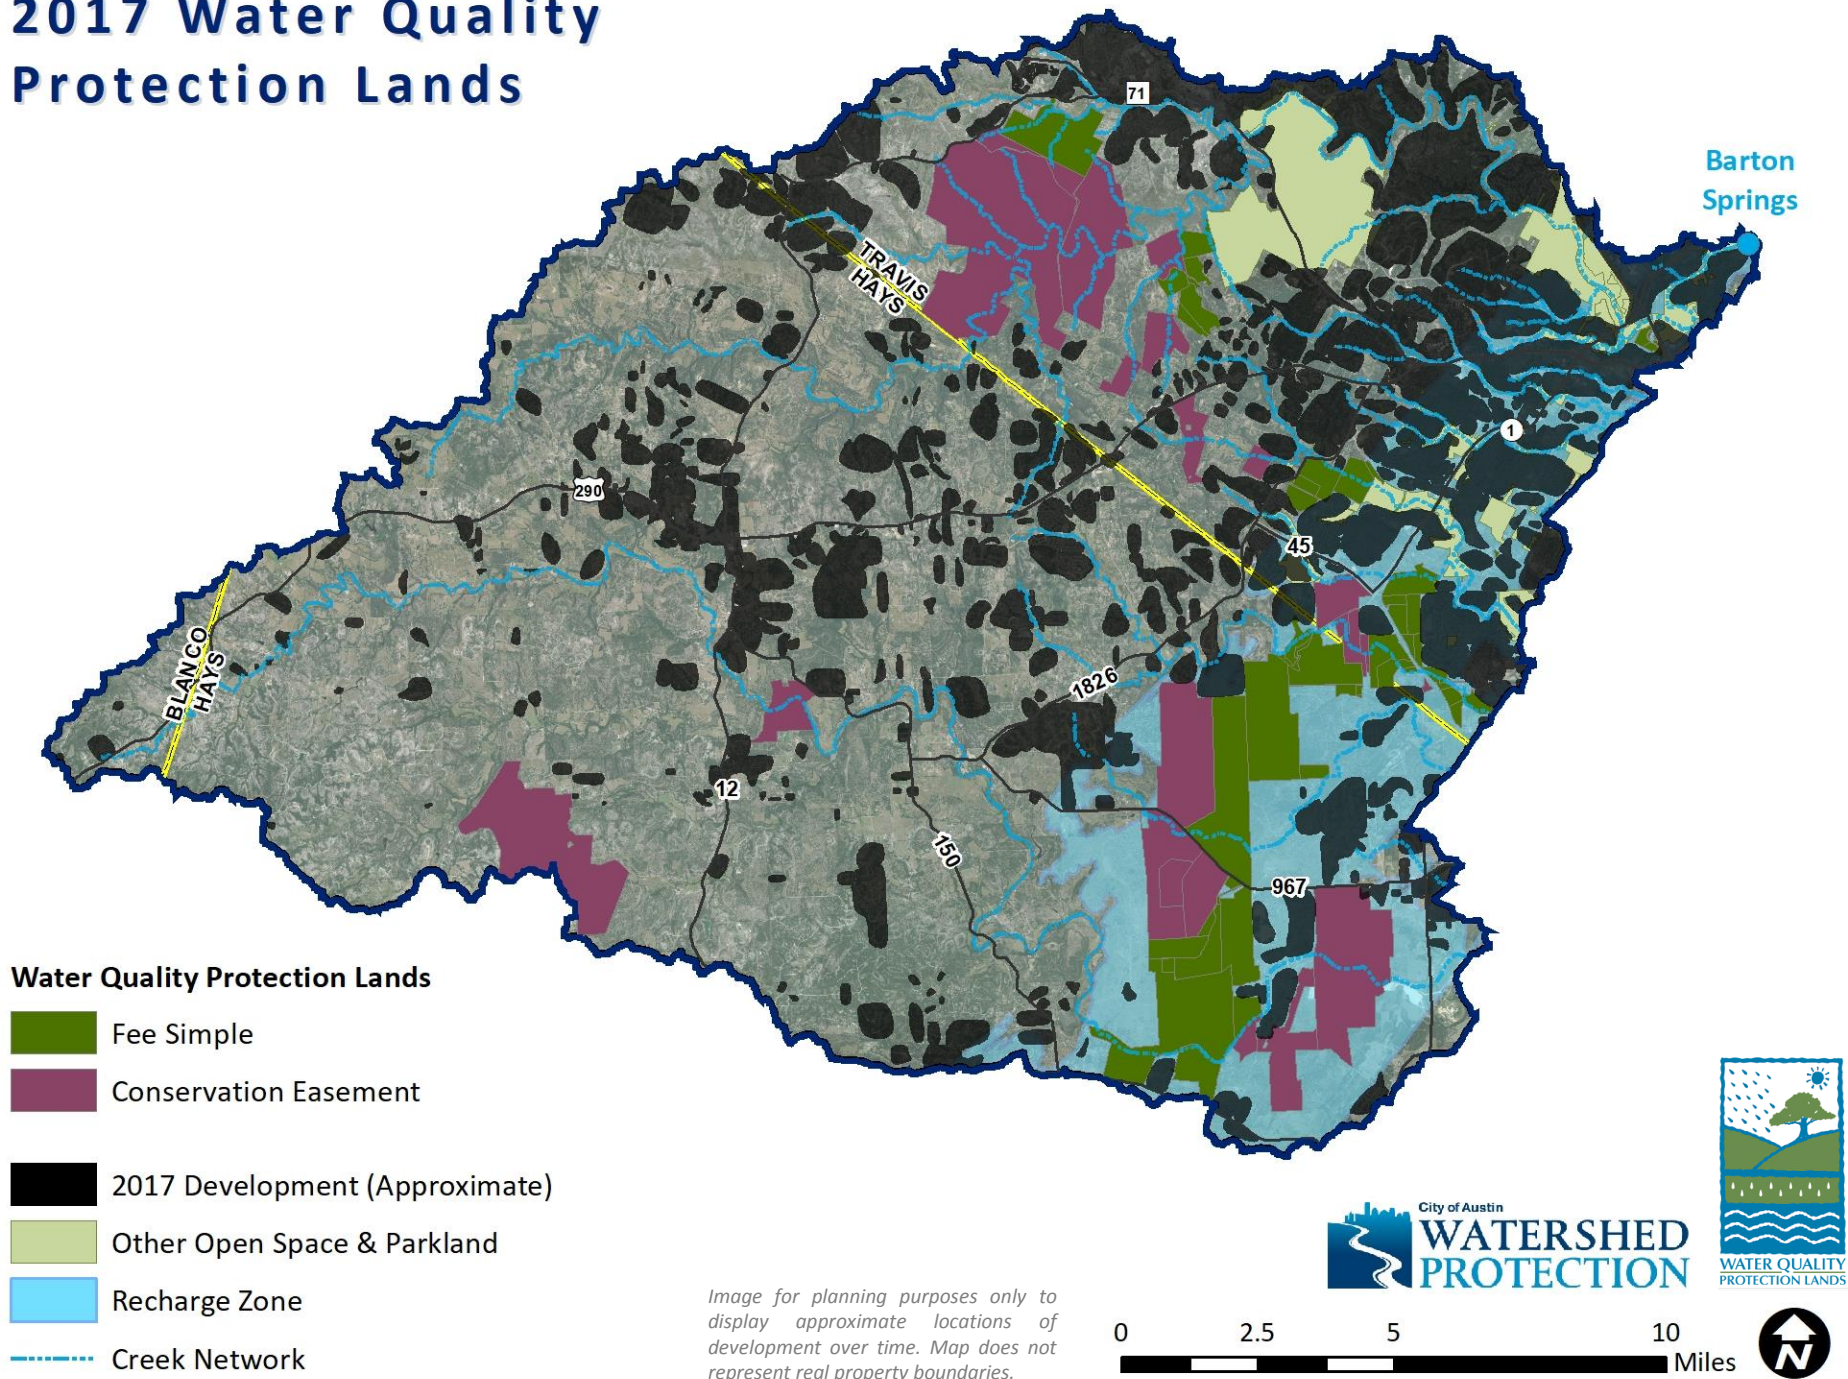 2017 Water Quality
Protection Lands
71
Barton
Springs
TRAVIS
HAYS
1
290
45
BLANCO
HAYS
1826
12
150
967
Water Quality Protection Lands
Fee Simple
Conservation Easement
2017 Development (Approximate)
Other Open Space & Parkland
Recharge Zone
Creek Network
Image for planning purposes only to
display approximate locations of
development over time. Map does not
represent real property boundaries.
City of Austin
WATERSHED
PROTECTION
WATER QUALITY
PROTECTION LANDS
0 2.5 5 10
Miles
N